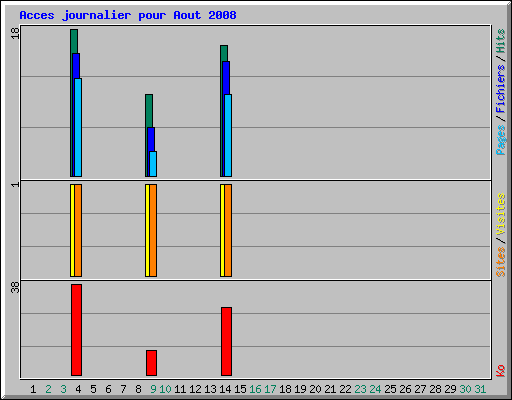 Acces journalier pour Aout 2008
18
Pages / Fichiers / Hits
1
Sites / Visites
38
Ko
1 2 3 4 5 6 7 8 9 10 11 12 13 14 15 16 17 18 19 20 21 22 23 24 25 26 27 28 29 30 31